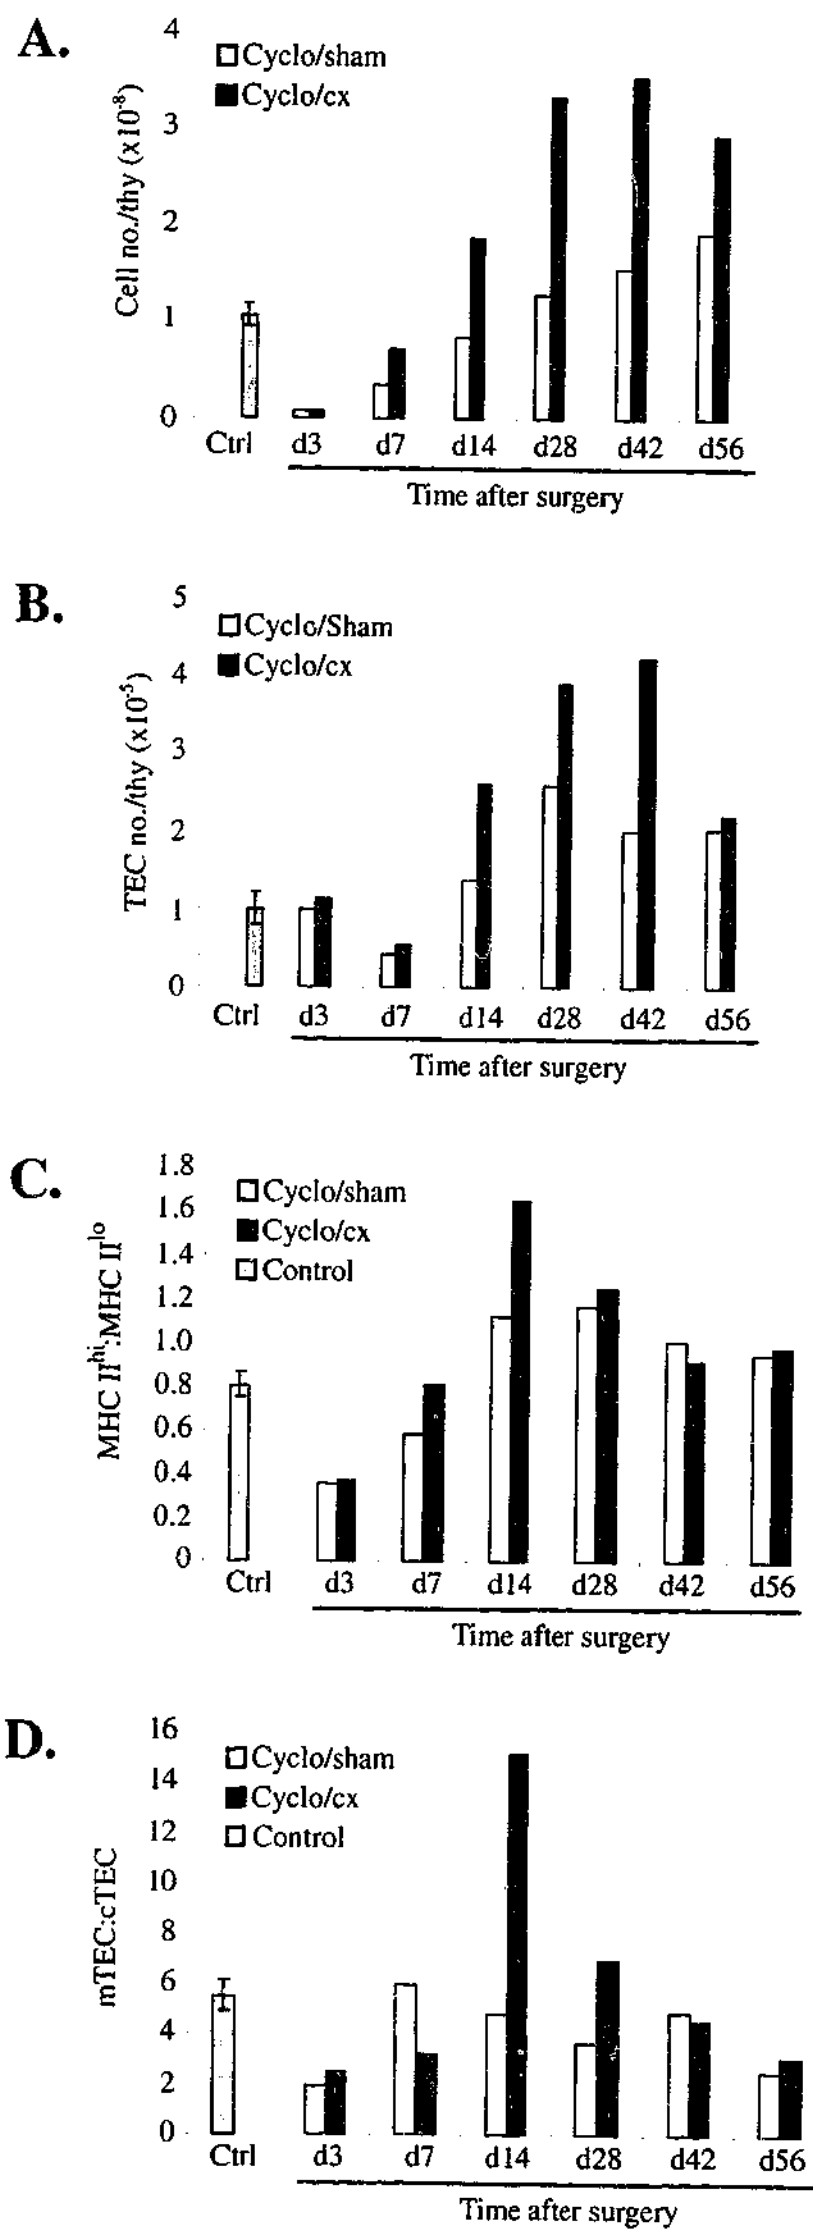 A.
4
Cyclo/sham
Cyclo/cx
3
2
1
0
Cell no./thy (x10⁻⁸)
Ctrl d3 d7 d14 d28 d42 d56
Time after surgery
B.
5
Cyclo/Sham
Cyclo/cx
4
3
2
1
0
TEC no./thy (x10⁻⁵)
Ctrl d3 d7 d14 d28 d42 d56
Time after surgery
C.
1.8
Cyclo/sham
1.6
Cyclo/cx
1.4
Control
1.2
1.0
0.8
0.6
0.4
0.2
0
MHC IIʰⁱ:MHC IIˡᵒ
Ctrl d3 d7 d14 d28 d42 d56
Time after surgery
D.
16
Cyclo/sham
14
Cyclo/cx
12
Control
10
8
6
4
2
0
mTEC:cTEC
Ctrl d3 d7 d14 d28 d42 d56
Time after surgery